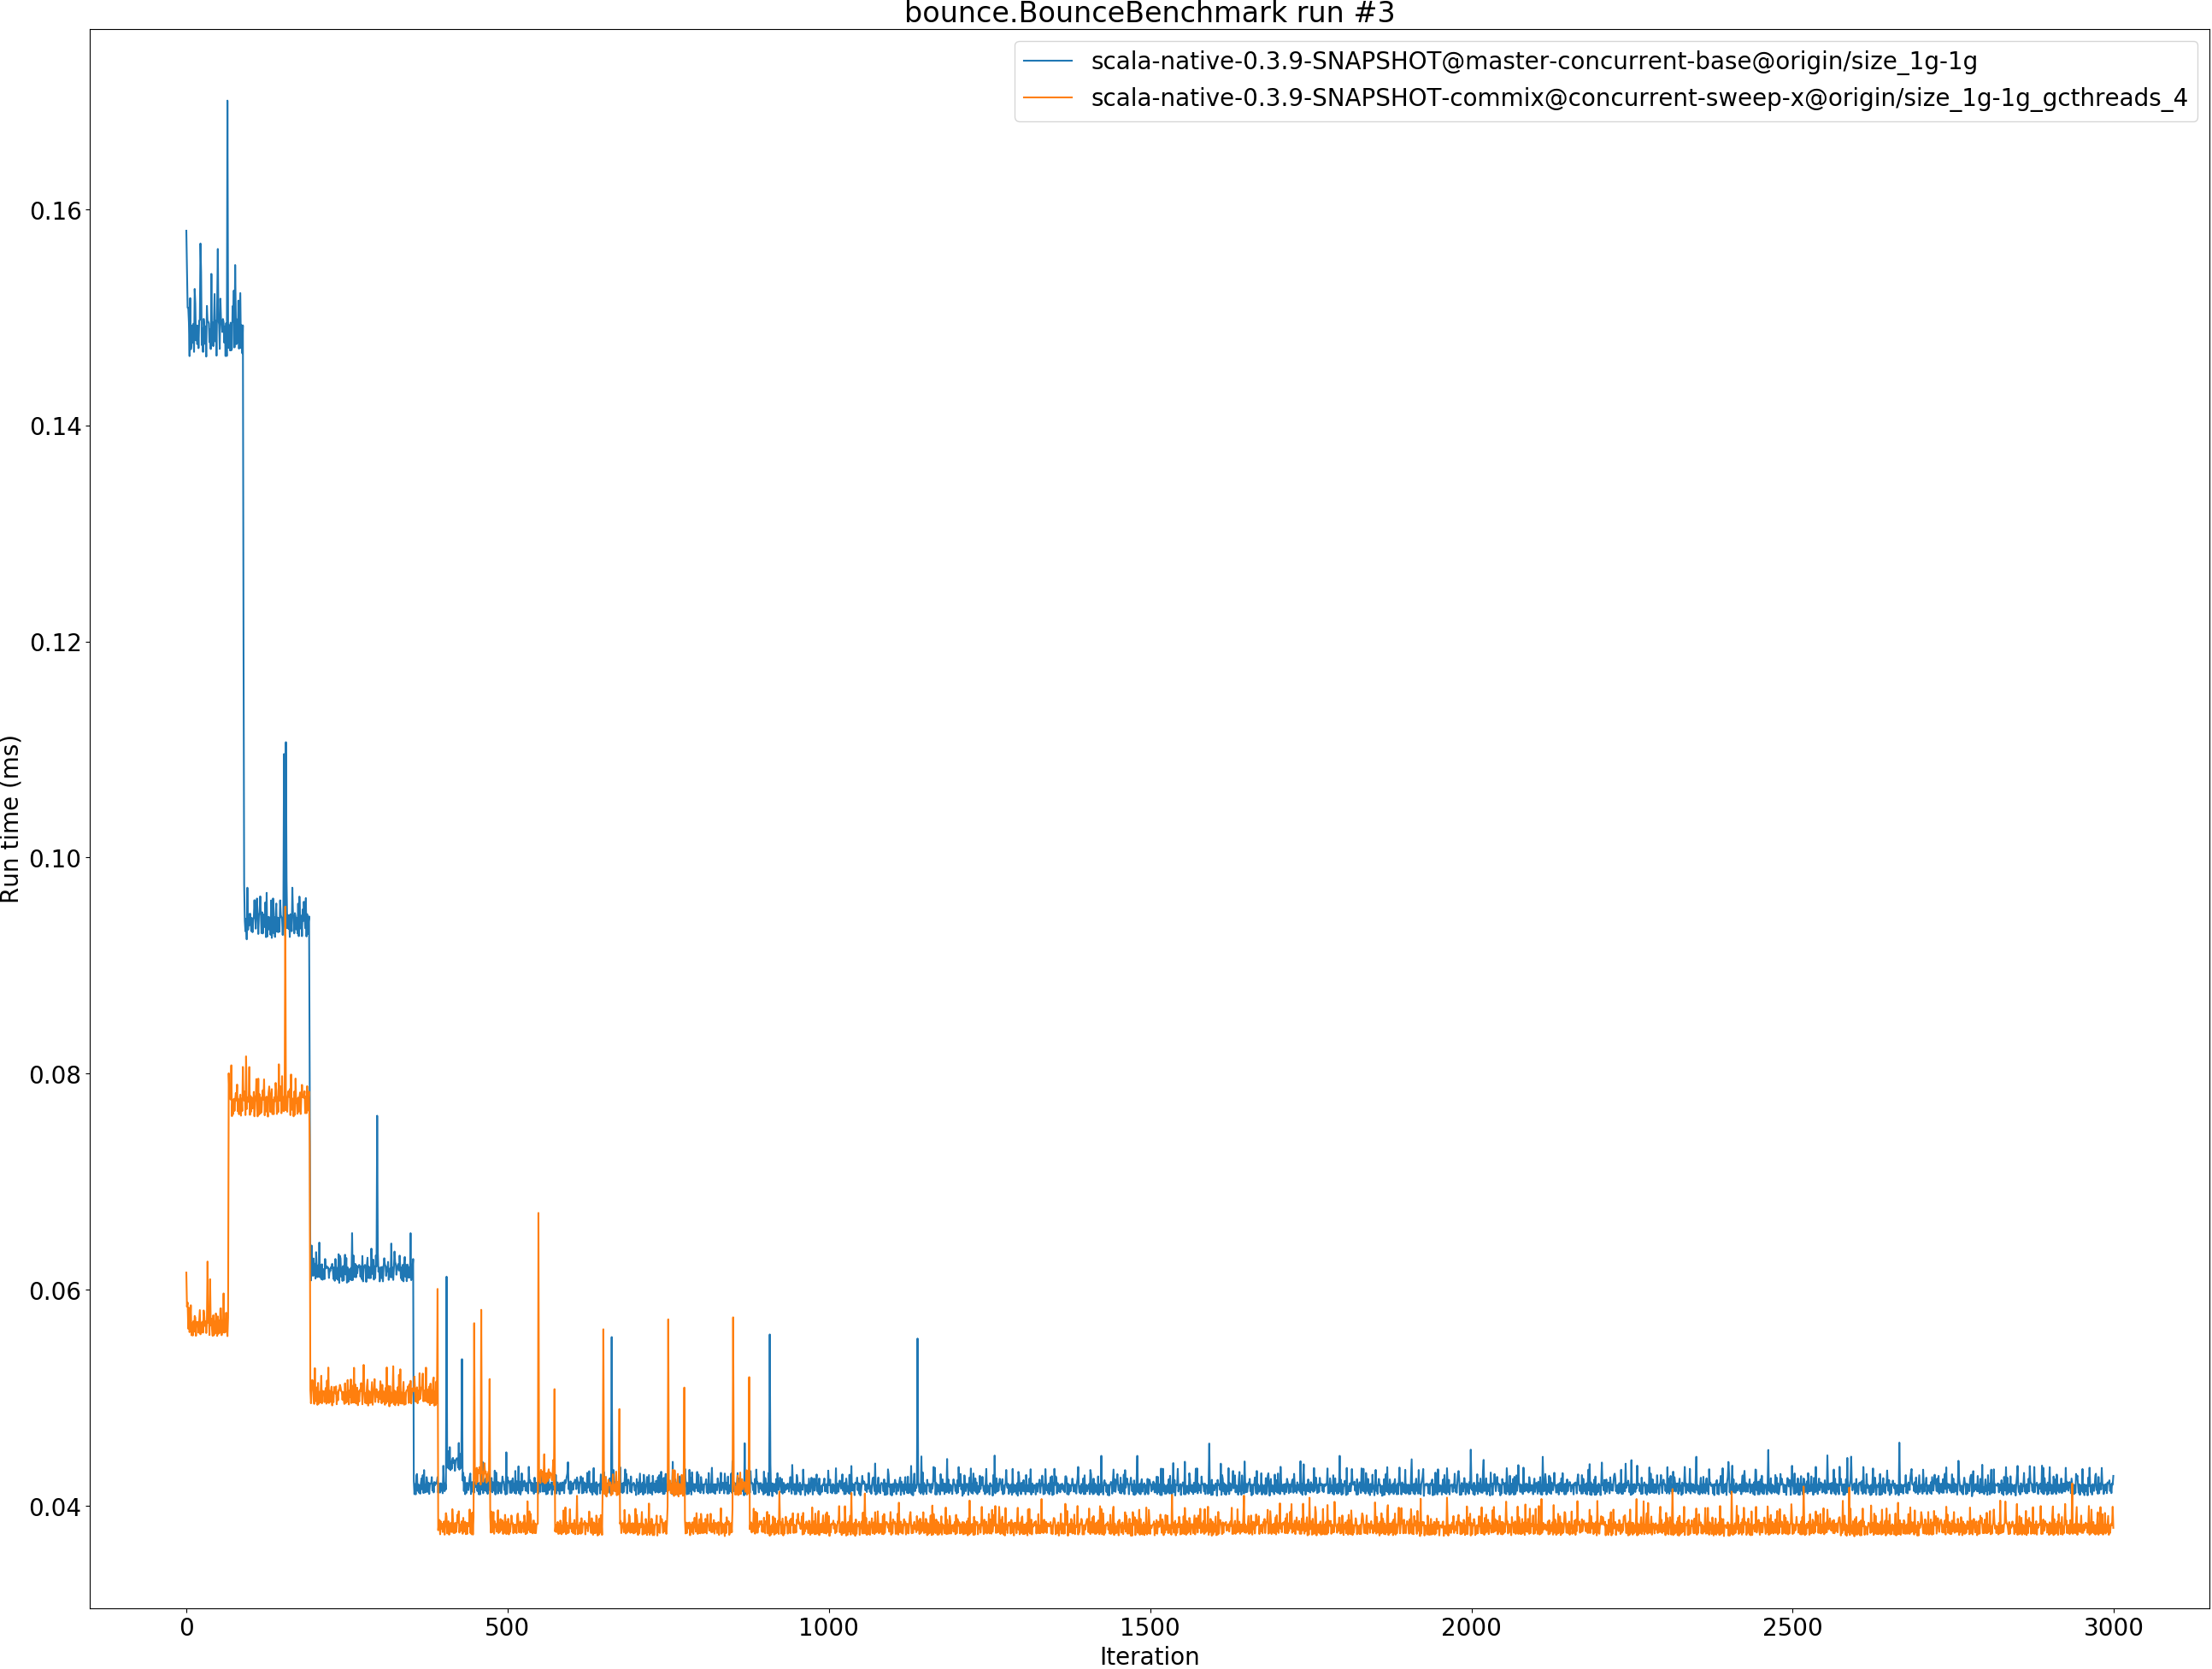 bounce.BounceBenchmark run #3
scala-native-0.3.9-SNAPSHOT@master-concurrent-base@origin/size_1g-1g
scala-native-0.3.9-SNAPSHOT-commix@concurrent-sweep-x@origin/size_1g-1g_gcthreads_4
Run time (ms)
0.16
0.14
0.12
0.10
0.08
0.06
0.04
0 500 1000 1500 2000 2500 3000
Iteration